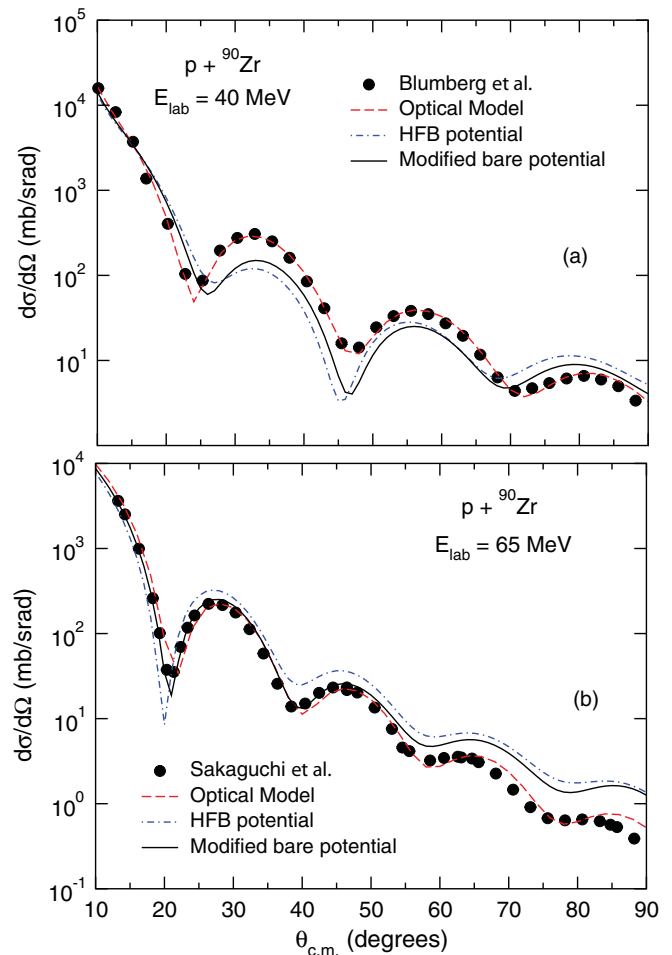 10^5
10^4
10^3
10^2
10^1
dσ/dΩ (mb/srad)
p + ^90Zr
E_lab = 40 MeV
Blumberg et al.
Optical Model
HFB potential
Modified bare potential
(a)
10^4
10^3
10^2
10^1
10^0
10^-1
dσ/dΩ (mb/srad)
p + ^90Zr
E_lab = 65 MeV
(b)
Sakaguchi et al.
Optical Model
HFB potential
Modified bare potential
10 20 30 40 50 60 70 80 90
θ_c.m. (degrees)